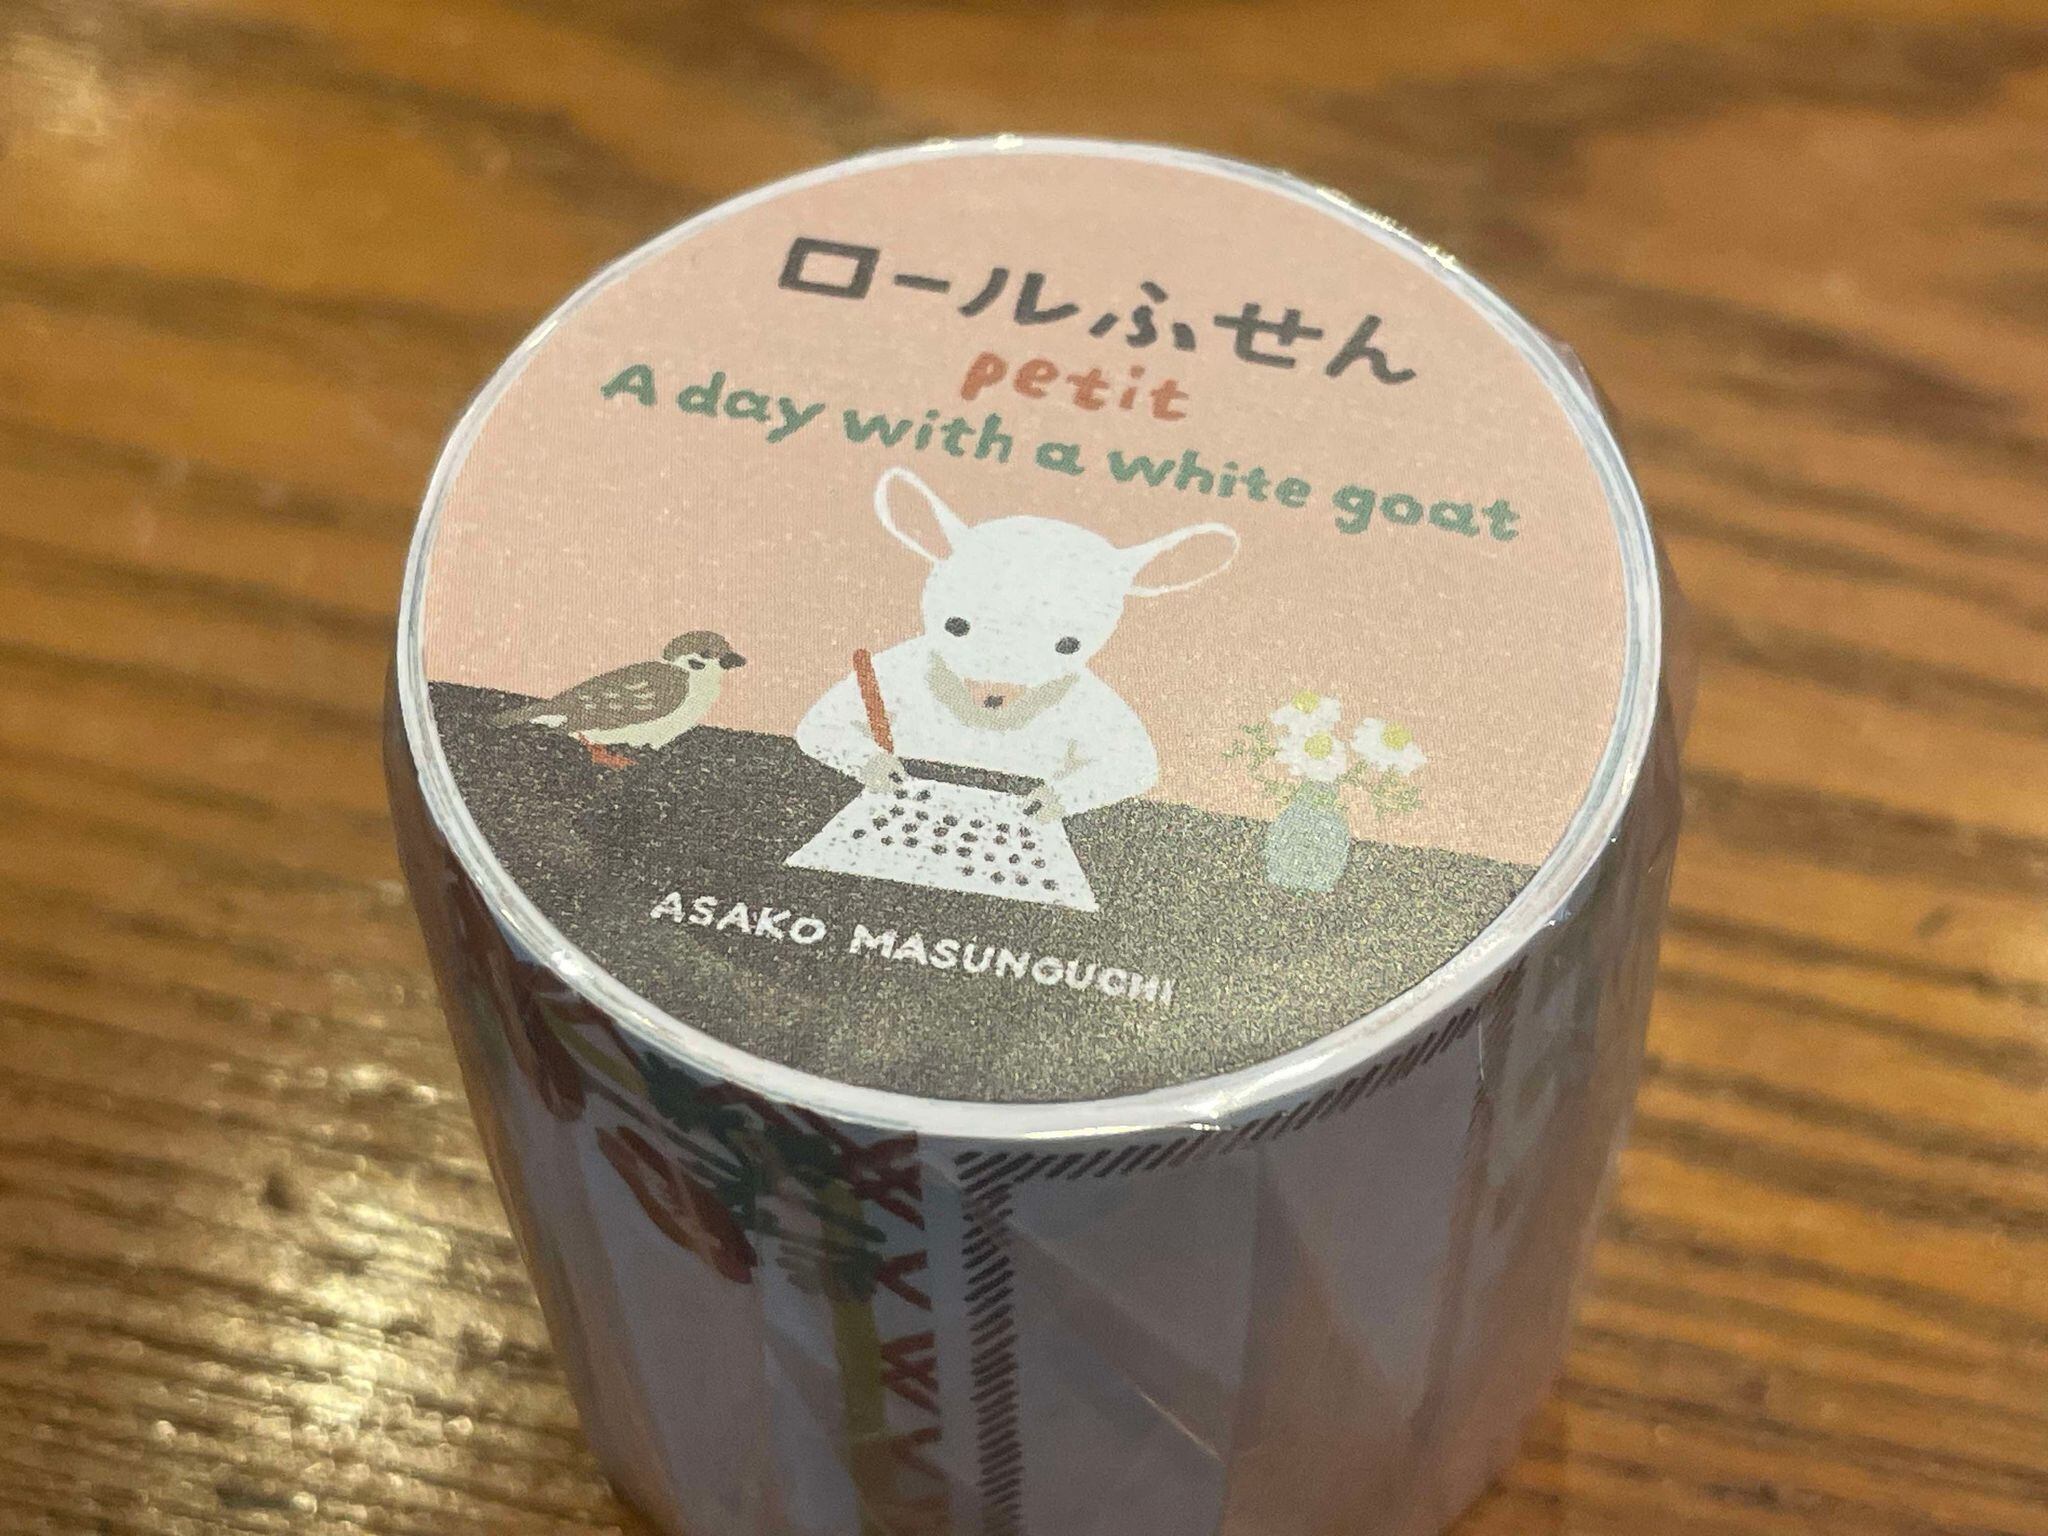 ロールふせん
petit
A day with a white goat
ASAKO MASUNGUCHI